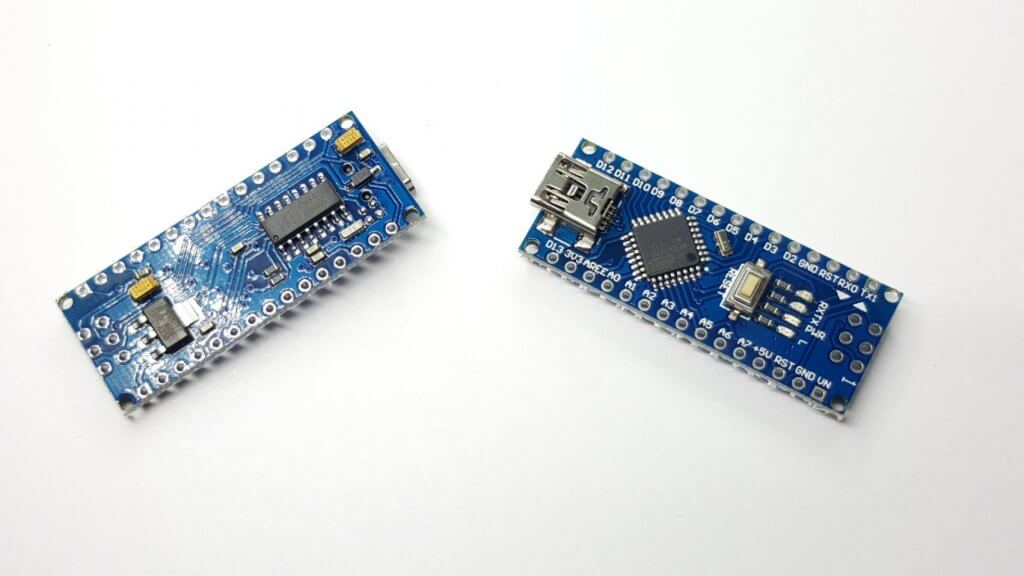 D12 D11 D10 D9 D8 D7 D6 D5 D4 D3 D2 GND RST RX0 TX1
D13 3V3 AREF A0 A1 A2 A3 A4 A5 A6 A7 +5V RST GND VIN
RESET
RX TX
PWR
L